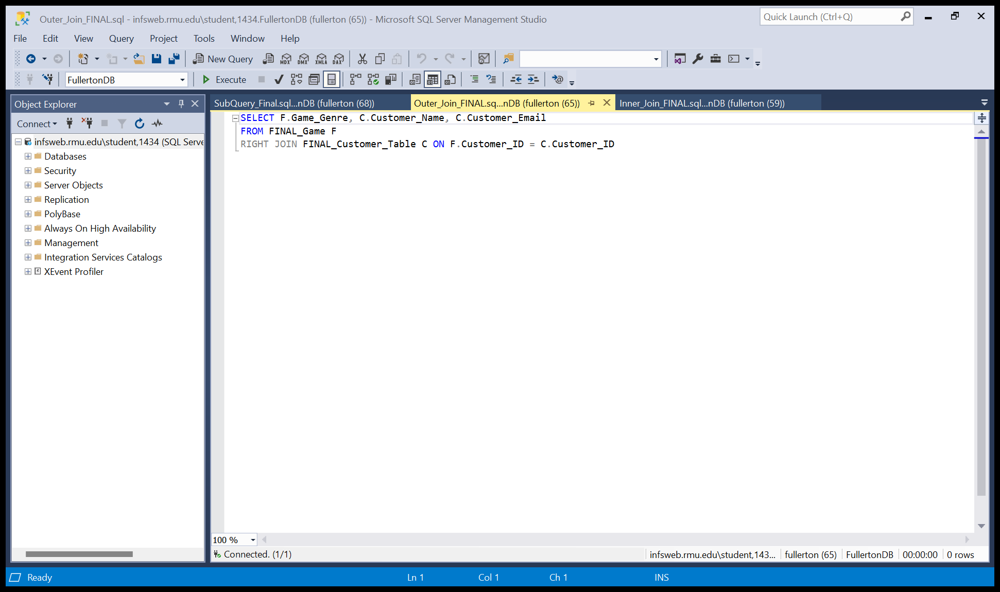 Outer_Join_FINAL.sql - infsweb.rmu.edu\student,1434.FullertonDB (fullerton (65)) - Microsoft SQL Server Management Studio
Quick Launch (Ctrl+Q)
File Edit View Query Project Tools Window Help
New Query MDX DMX XMLA DAX
FullertonDB Execute
Object Explorer
SubQuery_Final.sql...nDB (fullerton (68))
Outer_Join_FINAL.sq...nDB (fullerton (65))
Inner_Join_FINAL.sql...nDB (fullerton (59))
Connect
infsweb.rmu.edu\student,1434 (SQL Serve
Databases
Security
Server Objects
Replication
PolyBase
Always On High Availability
Management
Integration Services Catalogs
XEvent Profiler
SELECT F.Game_Genre, C.Customer_Name, C.Customer_Email
FROM FINAL_Game F
RIGHT JOIN FINAL_Customer_Table C ON F.Customer_ID = C.Customer_ID
100 %
Connected. (1/1)
infsweb.rmu.edu\student,143... fullerton (65) FullertonDB 00:00:00 0 rows
Ready Ln 1 Col 1 Ch 1 INS